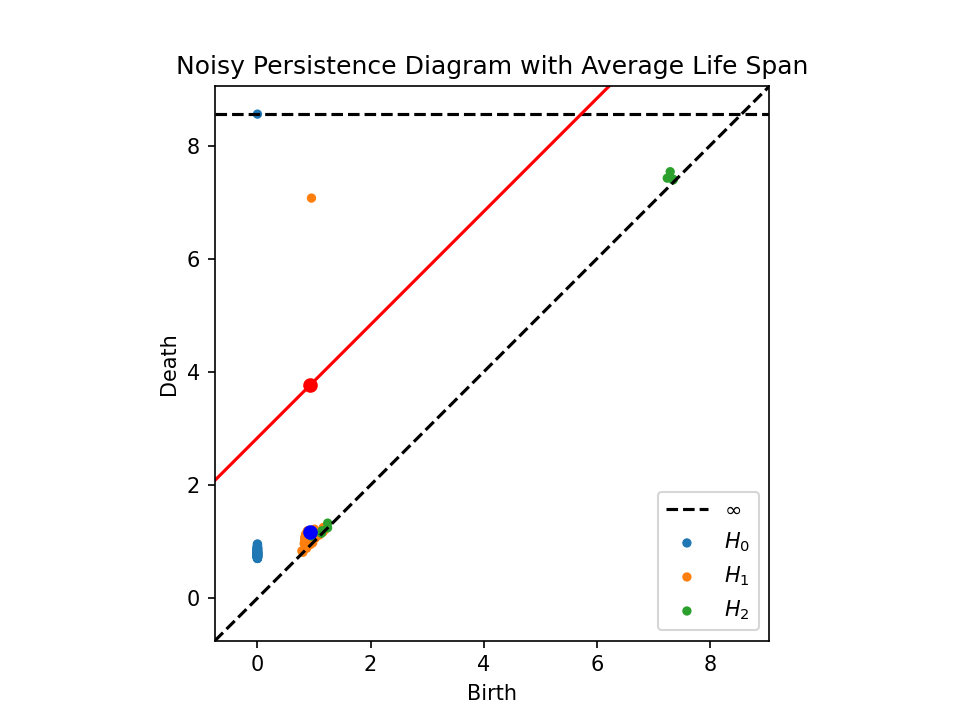 Noisy Persistence Diagram with Average Life Span
Death
8
6
4
2
0
0 2 4 6 8
Birth
∞
H₀
H₁
H₂